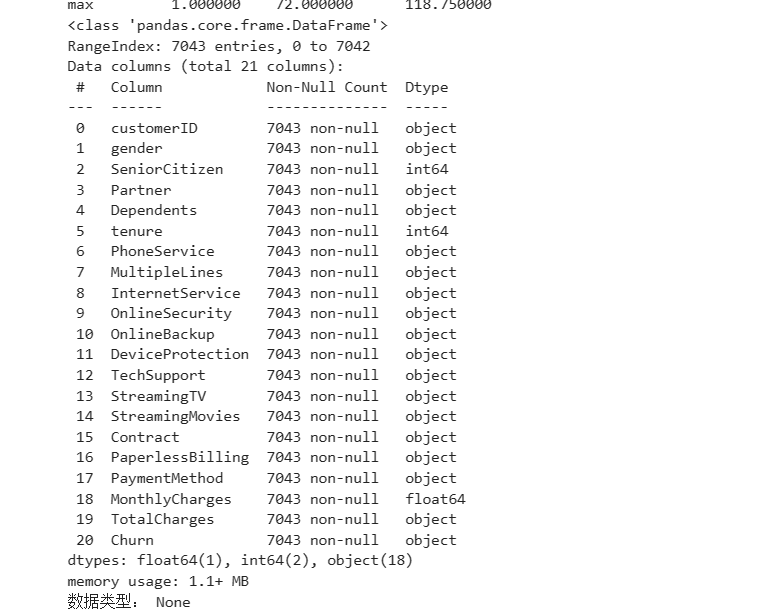 max 1.000000 72.000000 118.750000
<class 'pandas.core.frame.DataFrame'>
RangeIndex: 7043 entries, 0 to 7042
Data columns (total 21 columns):
 #   Column            Non-Null Count  Dtype
---  ------            --------------  -----
 0   customerID        7043 non-null   object
 1   gender            7043 non-null   object
 2   SeniorCitizen     7043 non-null   int64
 3   Partner           7043 non-null   object
 4   Dependents        7043 non-null   object
 5   tenure            7043 non-null   int64
 6   PhoneService      7043 non-null   object
 7   MultipleLines     7043 non-null   object
 8   InternetService   7043 non-null   object
 9   OnlineSecurity    7043 non-null   object
 10  OnlineBackup      7043 non-null   object
 11  DeviceProtection  7043 non-null   object
 12  TechSupport       7043 non-null   object
 13  StreamingTV       7043 non-null   object
 14  StreamingMovies   7043 non-null   object
 15  Contract          7043 non-null   object
 16  PaperlessBilling  7043 non-null   object
 17  PaymentMethod     7043 non-null   object
 18  MonthlyCharges    7043 non-null   float64
 19  TotalCharges      7043 non-null   object
 20  Churn             7043 non-null   object
dtypes: float64(1), int64(2), object(18)
memory usage: 1.1+ MB
数据类型： None